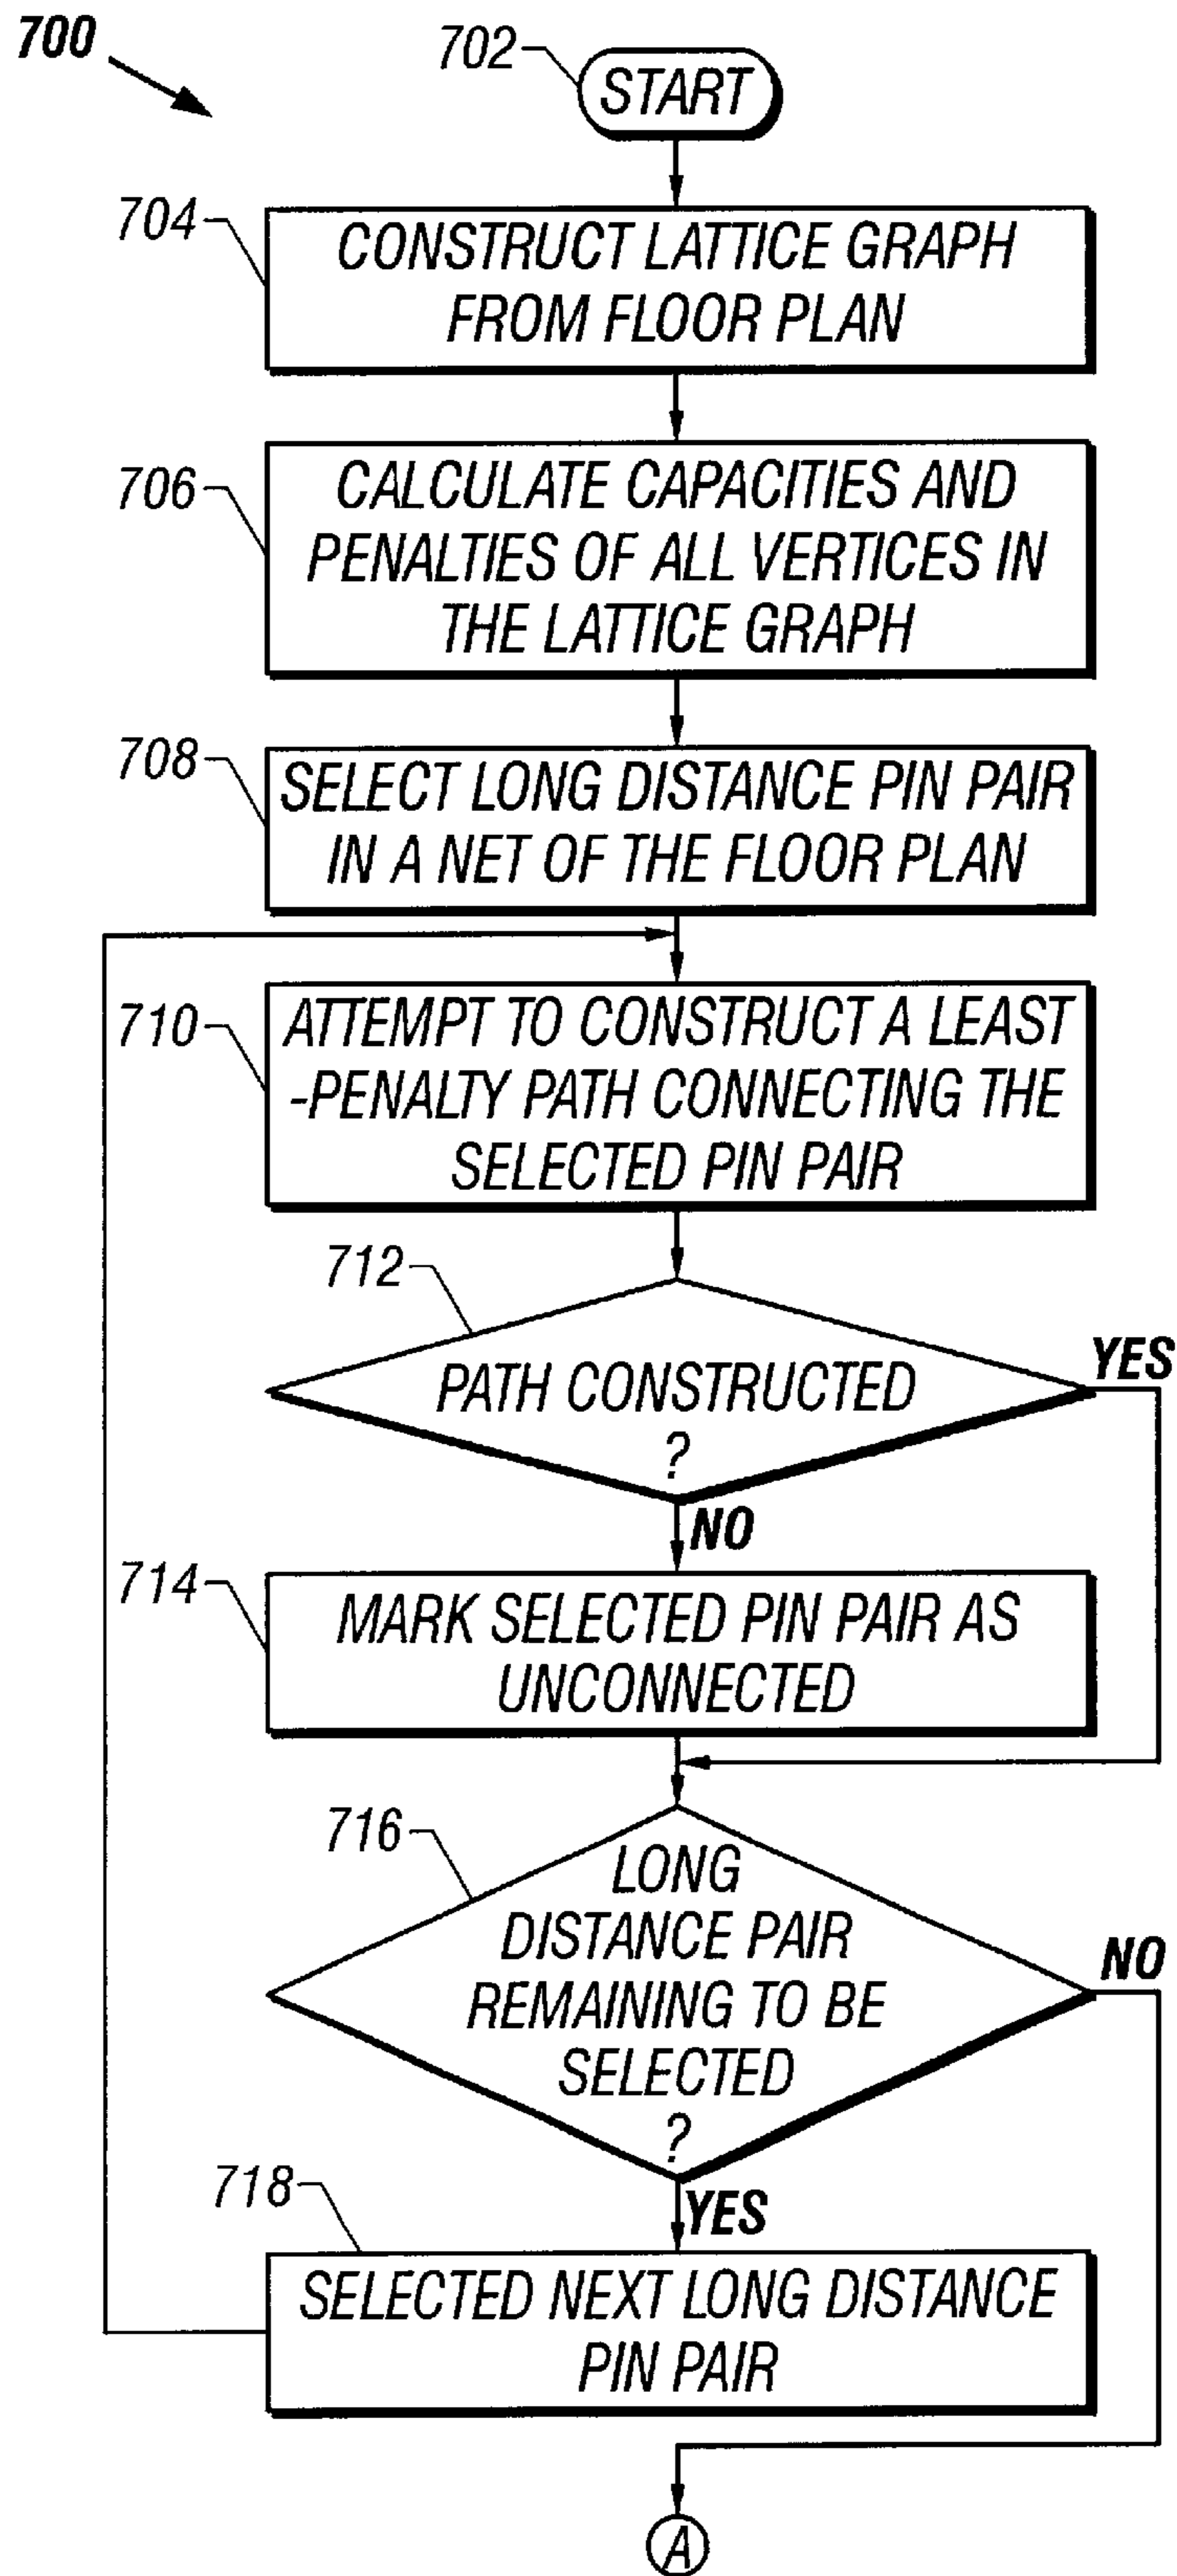 700
702
START
704
CONSTRUCT LATTICE GRAPH
FROM FLOOR PLAN
706
CALCULATE CAPACITIES AND
PENALTIES OF ALL VERTICES IN
THE LATTICE GRAPH
708
SELECT LONG DISTANCE PIN PAIR
IN A NET OF THE FLOOR PLAN
710
ATTEMPT TO CONSTRUCT A LEAST
-PENALTY PATH CONNECTING THE
SELECTED PIN PAIR
712
PATH CONSTRUCTED
?
YES
NO
714
MARK SELECTED PIN PAIR AS
UNCONNECTED
716
LONG
DISTANCE PAIR
REMAINING TO BE
SELECTED
?
NO
YES
718
SELECTED NEXT LONG DISTANCE
PIN PAIR
A